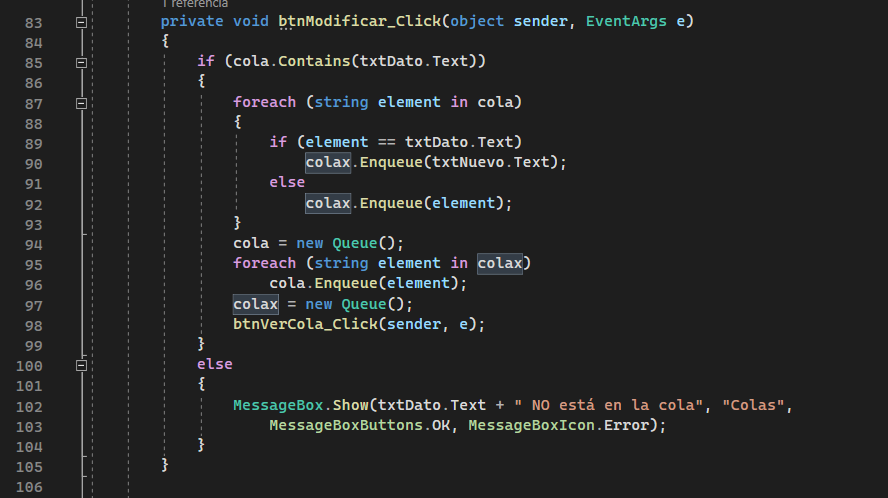 1 referencia
83 private void btnModificar_Click(object sender, EventArgs e)
84 {
85 if (cola.Contains(txtDato.Text))
86 {
87 foreach (string element in cola)
88 {
89 if (element == txtDato.Text)
90 colax.Enqueue(txtNuevo.Text);
91 else
92 colax.Enqueue(element);
93 }
94 cola = new Queue();
95 foreach (string element in colax)
96 cola.Enqueue(element);
97 colax = new Queue();
98 btnVerCola_Click(sender, e);
99 }
100 else
101 {
102 MessageBox.Show(txtDato.Text + " NO está en la cola", "Colas",
103 MessageBoxButtons.OK, MessageBoxIcon.Error);
104 }
105 }
106